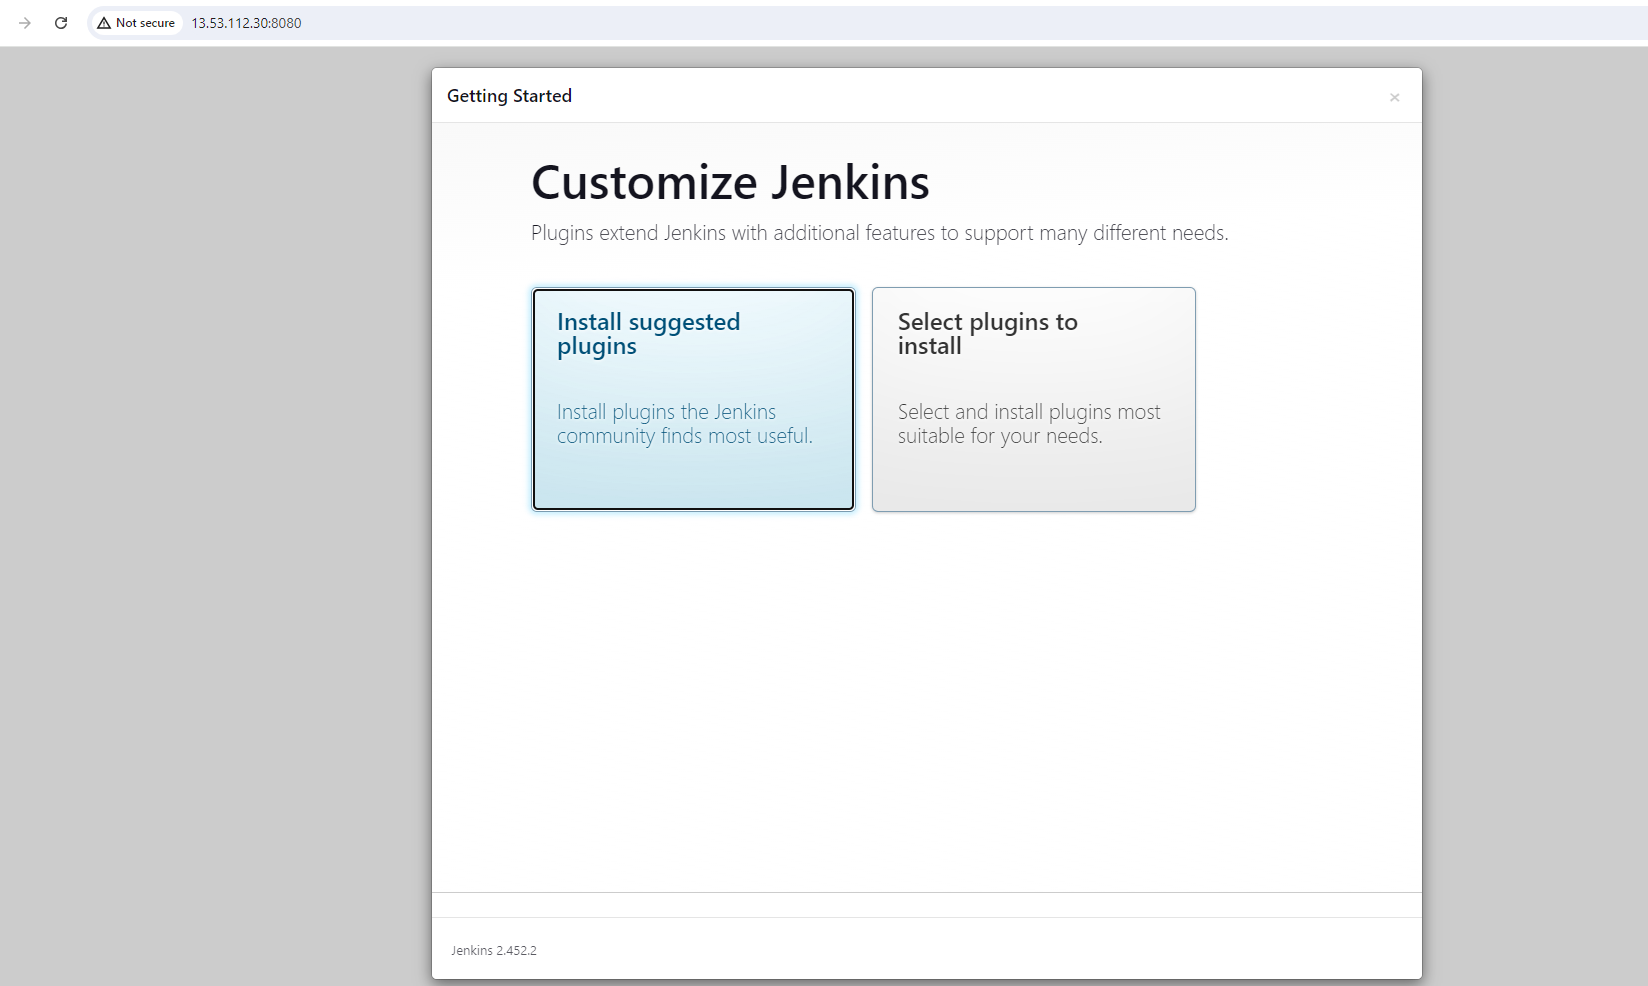 Not secure 13.53.112.30:8080
Getting Started
×
Customize Jenkins
Plugins extend Jenkins with additional features to support many different needs.
Install suggested
plugins
Install plugins the Jenkins
community finds most useful.
Select plugins to
install
Select and install plugins most
suitable for your needs.
Jenkins 2.452.2